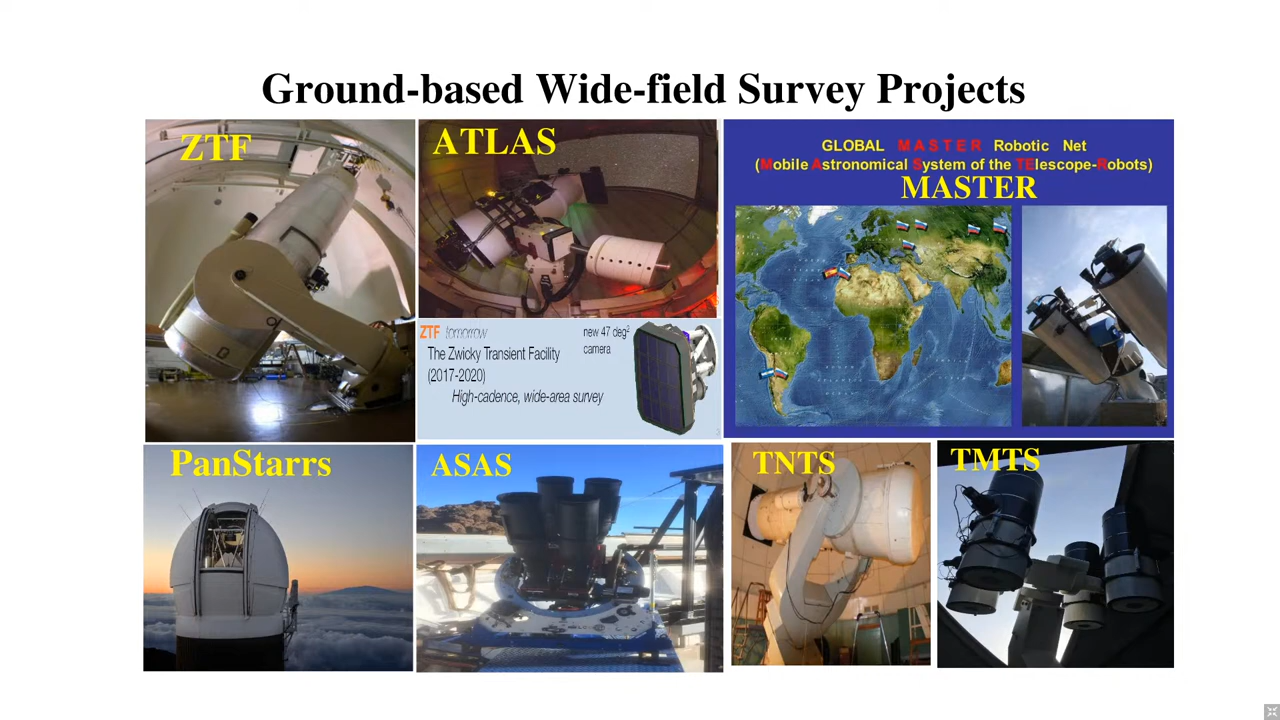 Ground-based Wide-field Survey Projects
ZTF
ATLAS
GLOBAL MASTER Robotic Net
(Mobile Astronomical System of the TElescope-Robots)
MASTER
ZTF tomorrow
new 47 deg²
camera
The Zwicky Transient Facility
(2017-2020)
High-cadence, wide-area survey
PanStarrs
ASAS
TNTS
TMTS